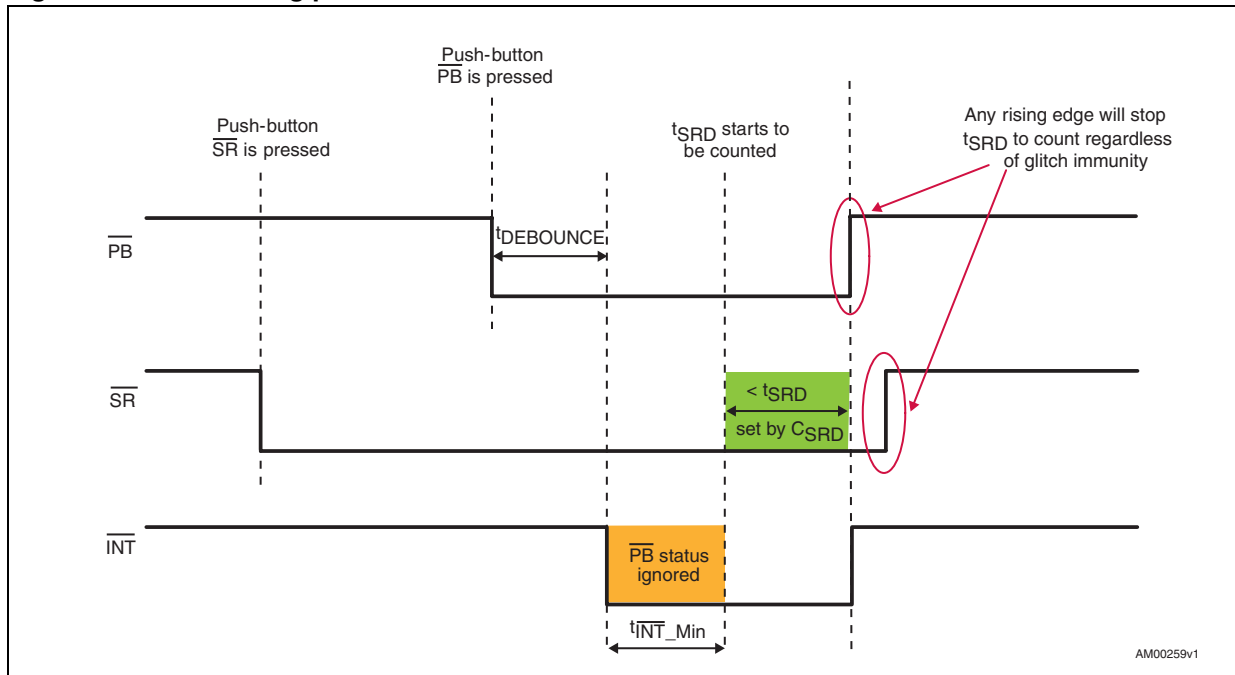 Push-button
PB is pressed
Push-button
SR is pressed
tSRD starts to
be counted
Any rising edge will stop
tSRD to count regardless
of glitch immunity
PB
tDEBOUNCE
SR
< tSRD
set by CSRD
INT
PB status
ignored
tINT_Min
AM00259v1